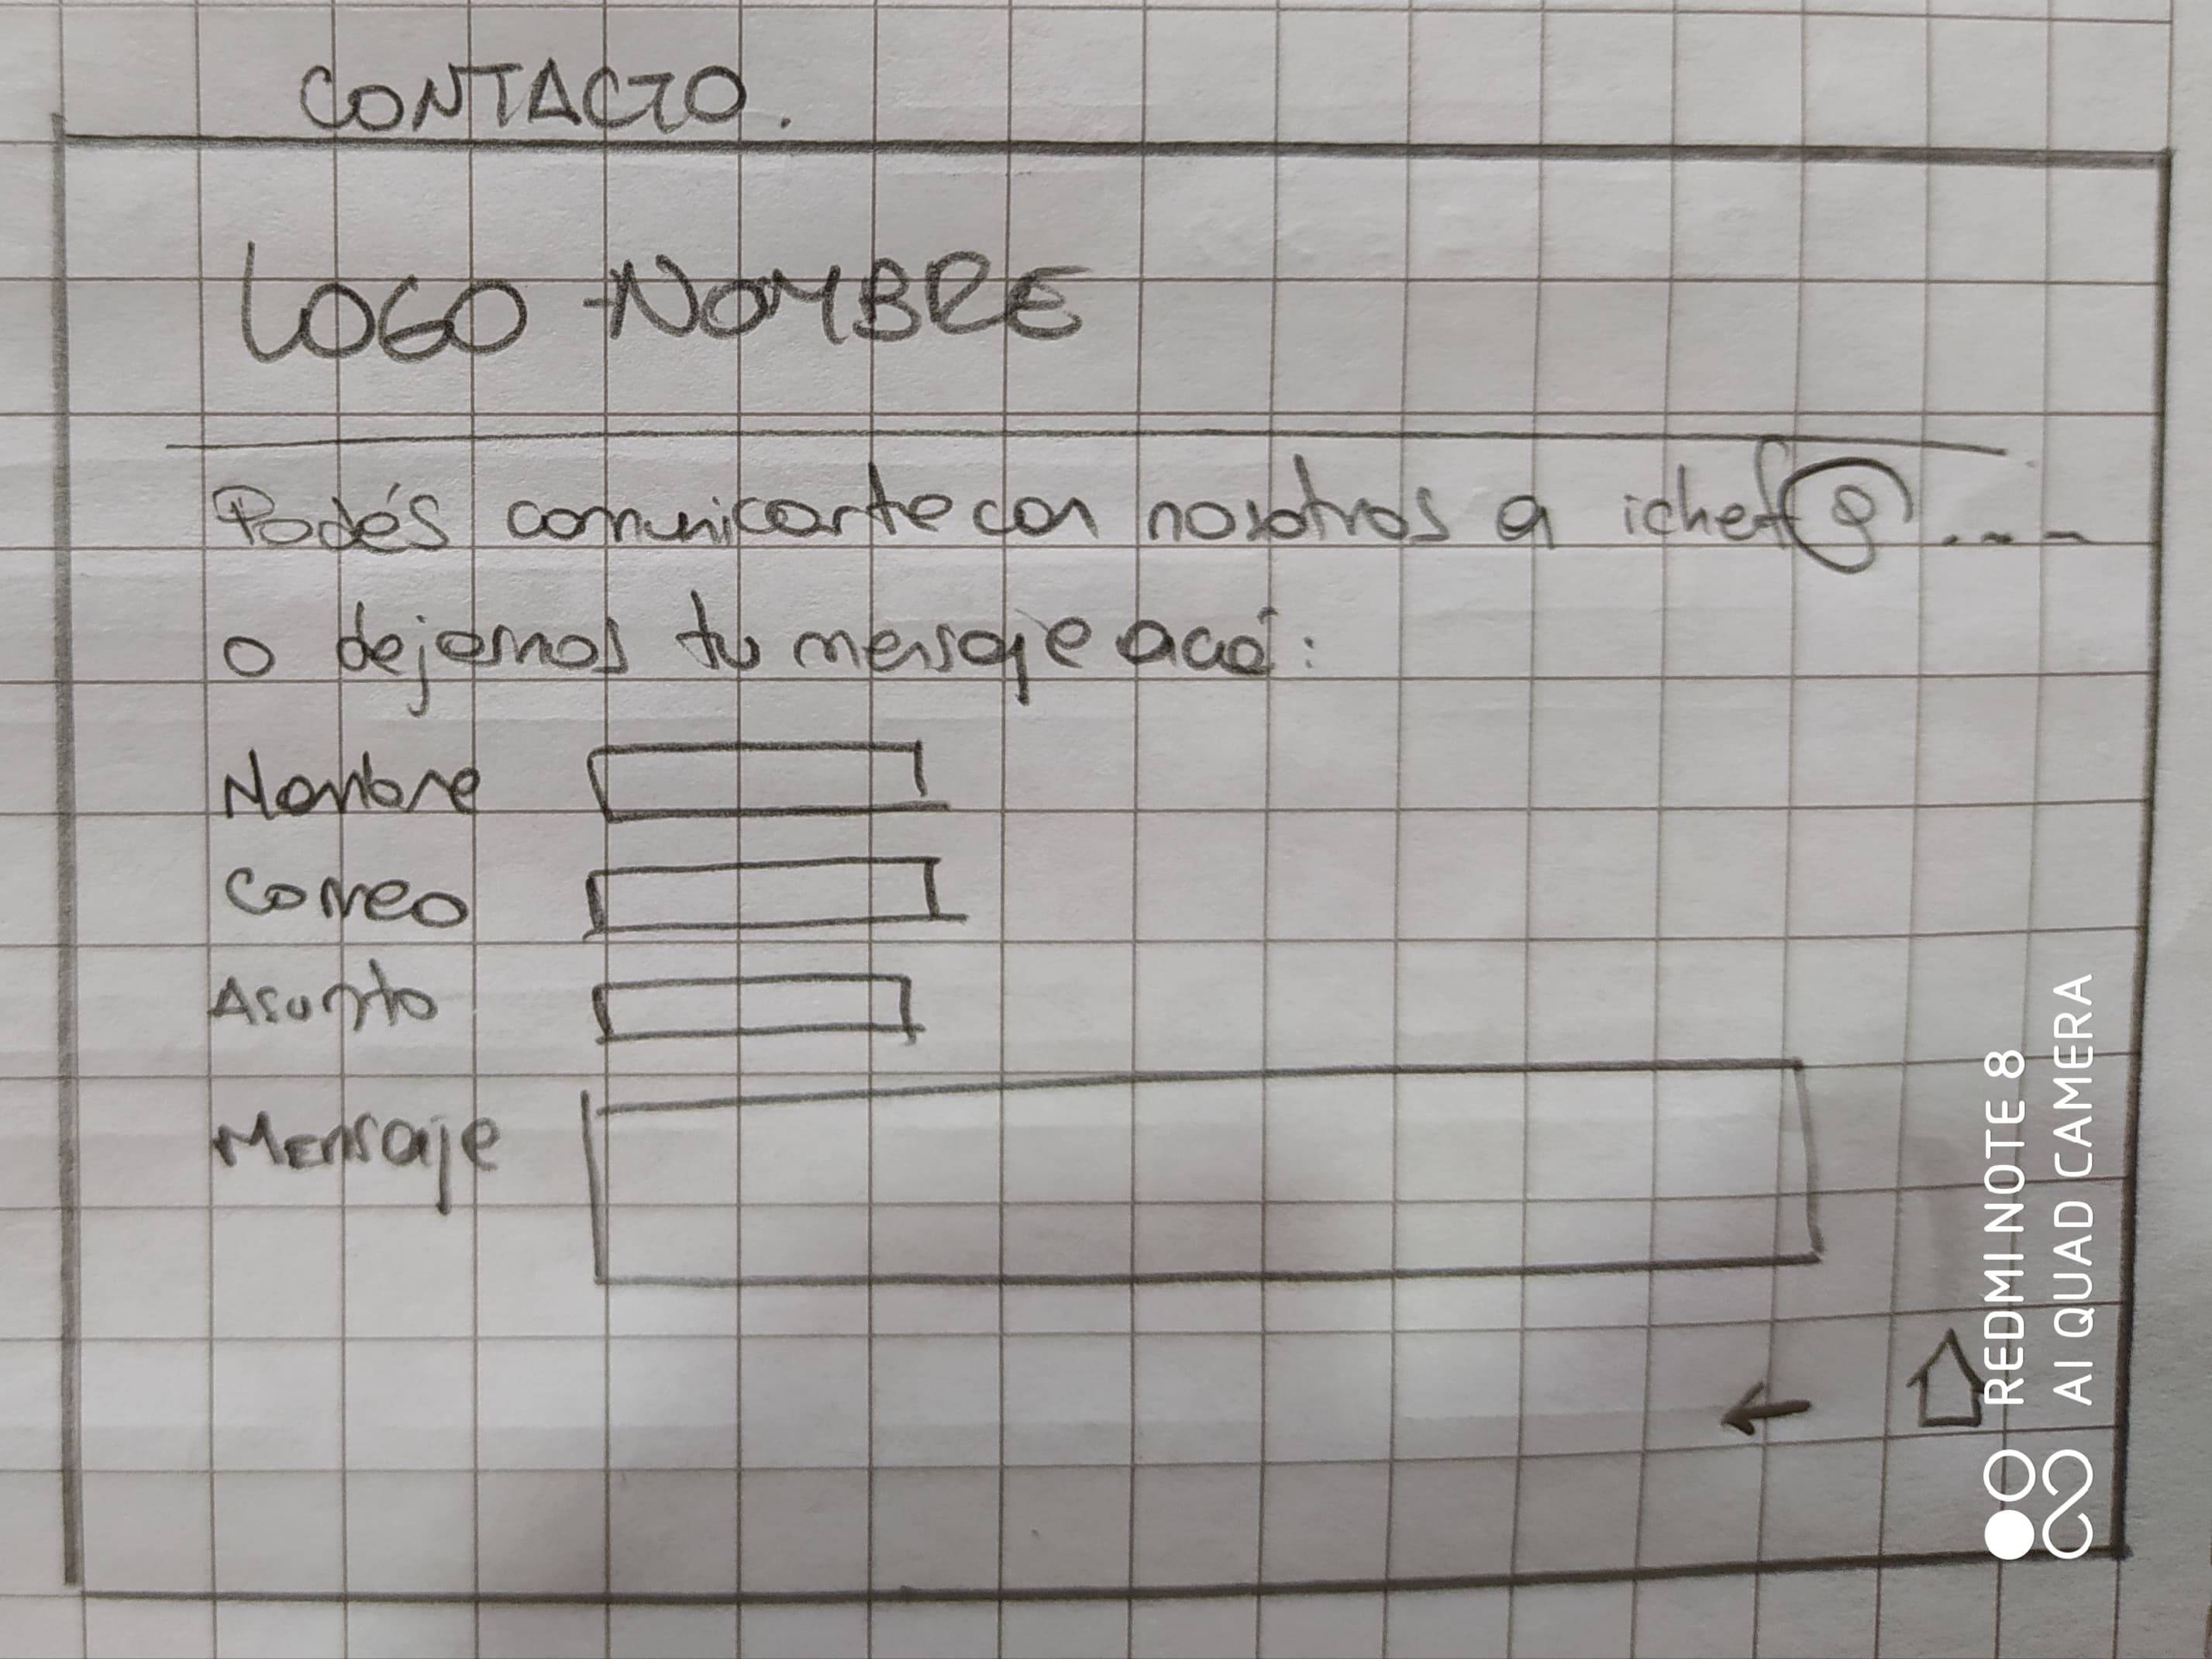 CONTACTO.
LOGO - NOMBRE
Podés comunicarte con nosotros a ichef@...-
o dejarnos tu mensaje acá:
Nombre
Correo
Asunto
Mensaje
REDMI NOTE 8
AI QUAD CAMERA